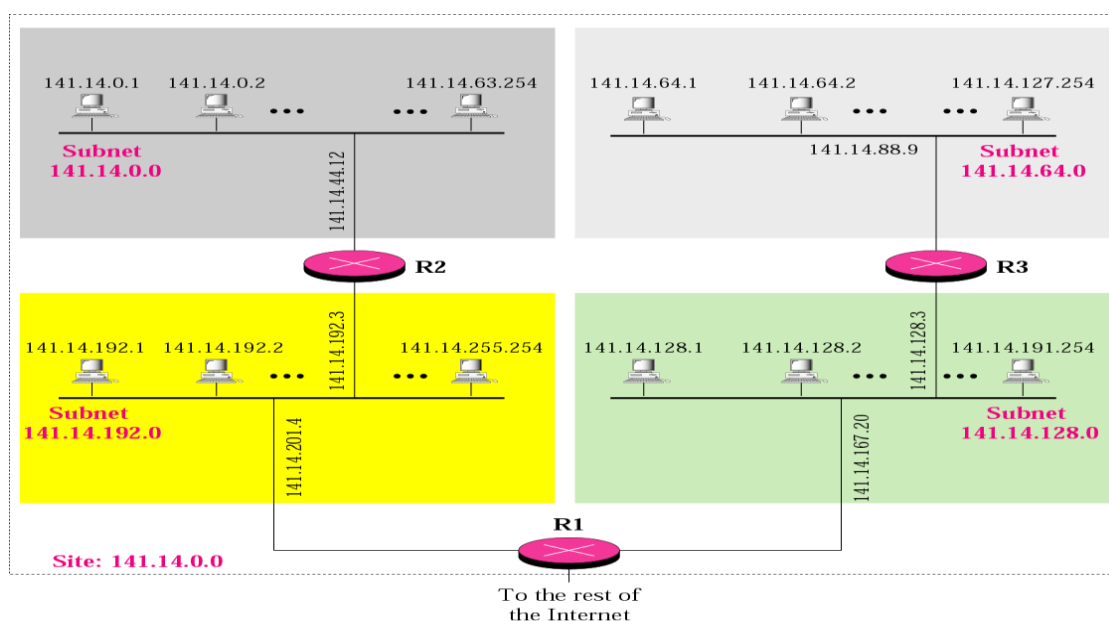 141.14.0.1
141.14.0.2
141.14.63.254
Subnet
141.14.0.0
141.14.44.12
141.14.64.1
141.14.64.2
141.14.127.254
141.14.88.9
Subnet
141.14.64.0
R2
R3
141.14.192.1
141.14.192.2
141.14.192.3
141.14.255.254
Subnet
141.14.192.0
141.14.201.4
141.14.128.1
141.14.128.2
141.14.128.3
141.14.191.254
Subnet
141.14.128.0
141.14.167.20
R1
Site: 141.14.0.0
To the rest of
the Internet